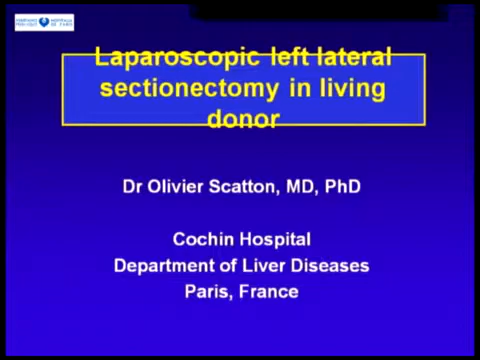 Laparoscopic left lateral
sectionectomy in living
donor
Dr Olivier Scatton, MD, PhD
Cochin Hospital
Department of Liver Diseases
Paris, France